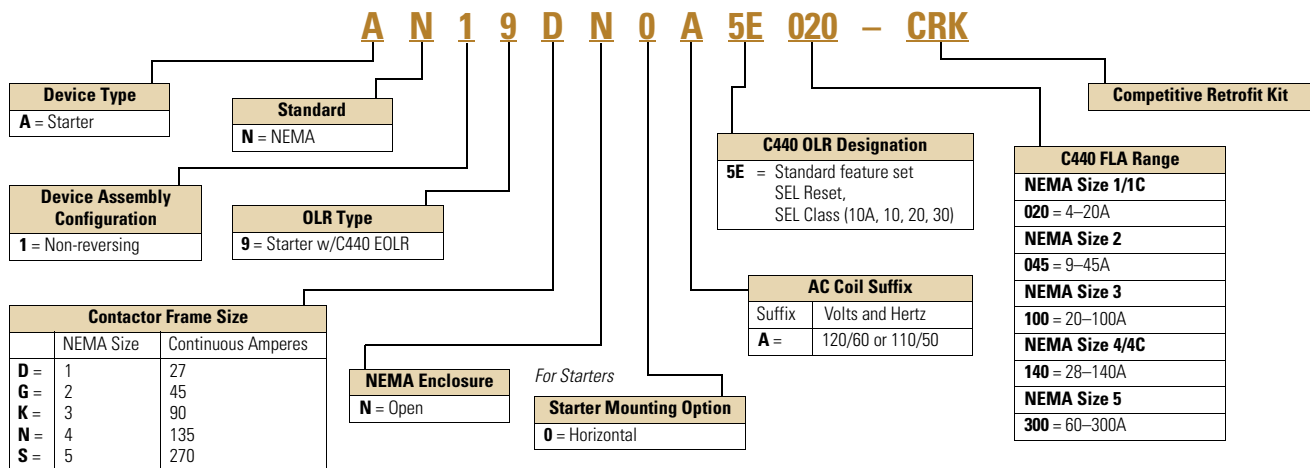 A N 1 9 D N 0 A 5E 020 – CRK
Device Type
A = Starter
Standard
N = NEMA
Competitive Retrofit Kit
C440 OLR Designation
5E = Standard feature set
SEL Reset,
SEL Class (10A, 10, 20, 30)
C440 FLA Range
NEMA Size 1/1C
020 = 4–20A
NEMA Size 2
045 = 9–45A
NEMA Size 3
100 = 20–100A
NEMA Size 4/4C
140 = 28–140A
NEMA Size 5
300 = 60–300A
Device Assembly
Configuration
1 = Non-reversing
OLR Type
9 = Starter w/C440 EOLR
AC Coil Suffix
Suffix Volts and Hertz
A = 120/60 or 110/50
Contactor Frame Size
NEMA Size Continuous Amperes
D = 1 27
G = 2 45
K = 3 90
N = 4 135
S = 5 270
NEMA Enclosure
N = Open
For Starters
Starter Mounting Option
0 = Horizontal